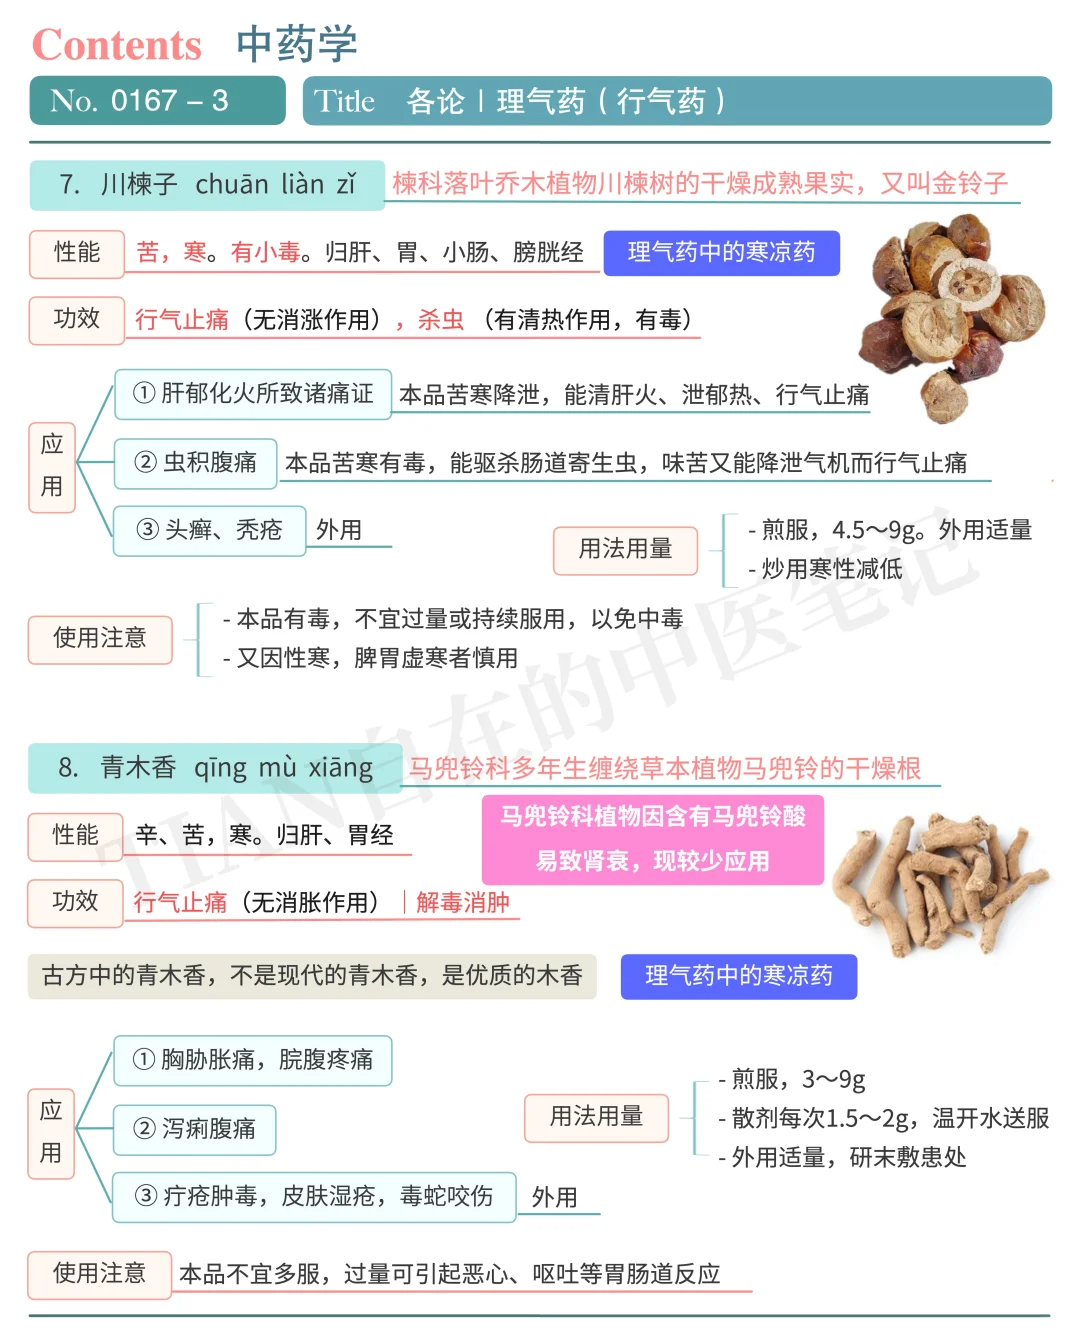 Contents 中药学
No. 0167 – 3
Title 各论 | 理气药（行气药）
7. 川楝子 chuān liàn zǐ
楝科落叶乔木植物川楝树的干燥成熟果实，又叫金铃子
性能
苦，寒。有小毒。归肝、胃、小肠、膀胱经
理气药中的寒凉药
功效
行气止痛（无消涨作用），杀虫（有清热作用，有毒）
应用
① 肝郁化火所致诸痛证
本品苦寒降泄，能清肝火、泄郁热、行气止痛
② 虫积腹痛
本品苦寒有毒，能驱杀肠道寄生虫，味苦又能降泄气机而行气止痛
③ 头癣、秃疮
外用
用法用量
- 煎服，4.5～9g。外用适量
- 炒用寒性减低
使用注意
- 本品有毒，不宜过量或持续服用，以免中毒
- 又因性寒，脾胃虚寒者慎用
8. 青木香 qīng mù xiāng
马兜铃科多年生缠绕草本植物马兜铃的干燥根
性能
辛、苦，寒。归肝、胃经
马兜铃科植物因含有马兜铃酸
易致肾衰，现较少应用
功效
行气止痛（无消胀作用）｜解毒消肿
古方中的青木香，不是现代的青木香，是优质的木香
理气药中的寒凉药
应用
① 胸胁胀痛，脘腹疼痛
② 泻痢腹痛
③ 疔疮肿毒，皮肤湿疮，毒蛇咬伤
外用
用法用量
- 煎服，3～9g
- 散剂每次1.5～2g，温开水送服
- 外用适量，研末敷患处
使用注意
本品不宜多服，过量可引起恶心、呕吐等胃肠道反应
TIAN自在的中医笔记